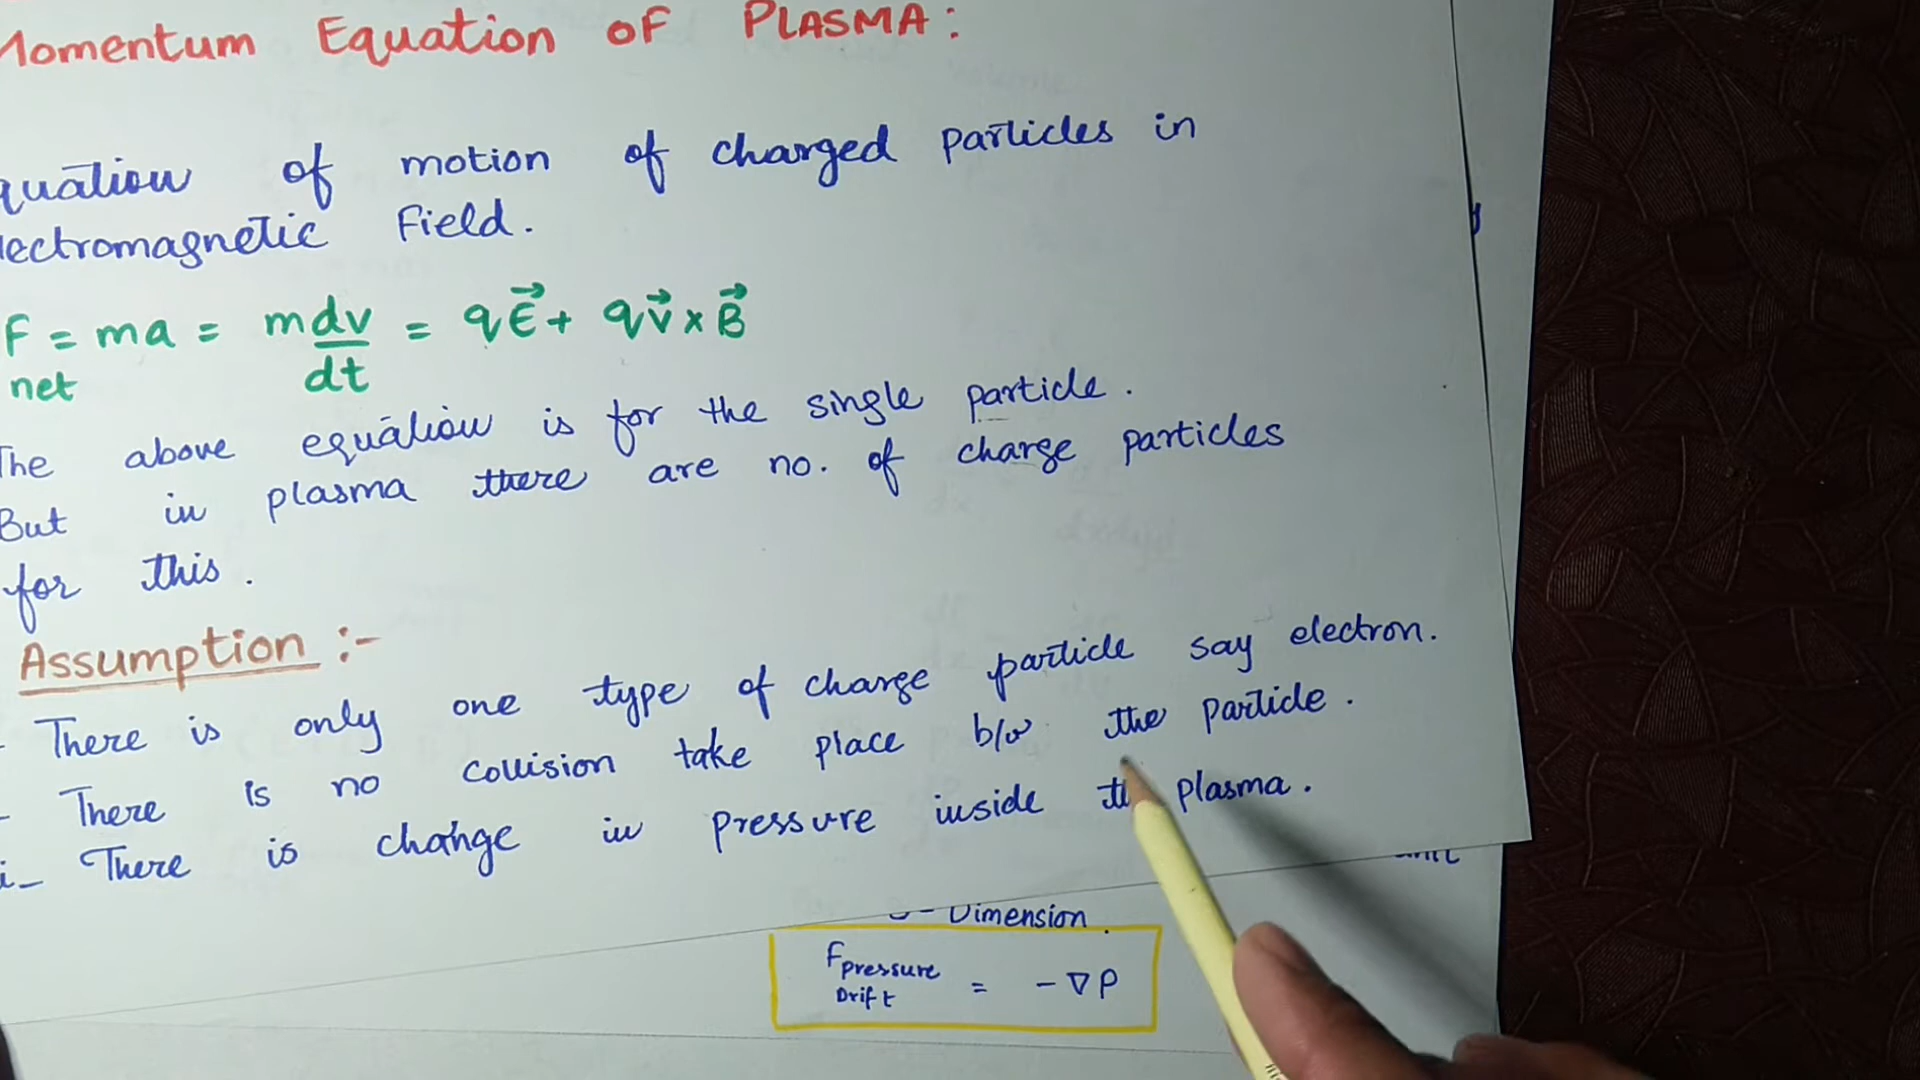 Momentum Equation OF PLASMA:
quation of motion of charged particles in
lectromagnetic Field.
F net = ma = mdv/dt = qE⃗ + qv⃗ × B⃗
The above equation is for the single particle.
But in plasma there are no. of charge particles
for this.
Assumption :-
There is only one type of charge particle say electron.
There is no collision take place b/w the particle.
i_ There is change in pressure inside the plasma.
Dimension
F pressure Drift = - ∇P